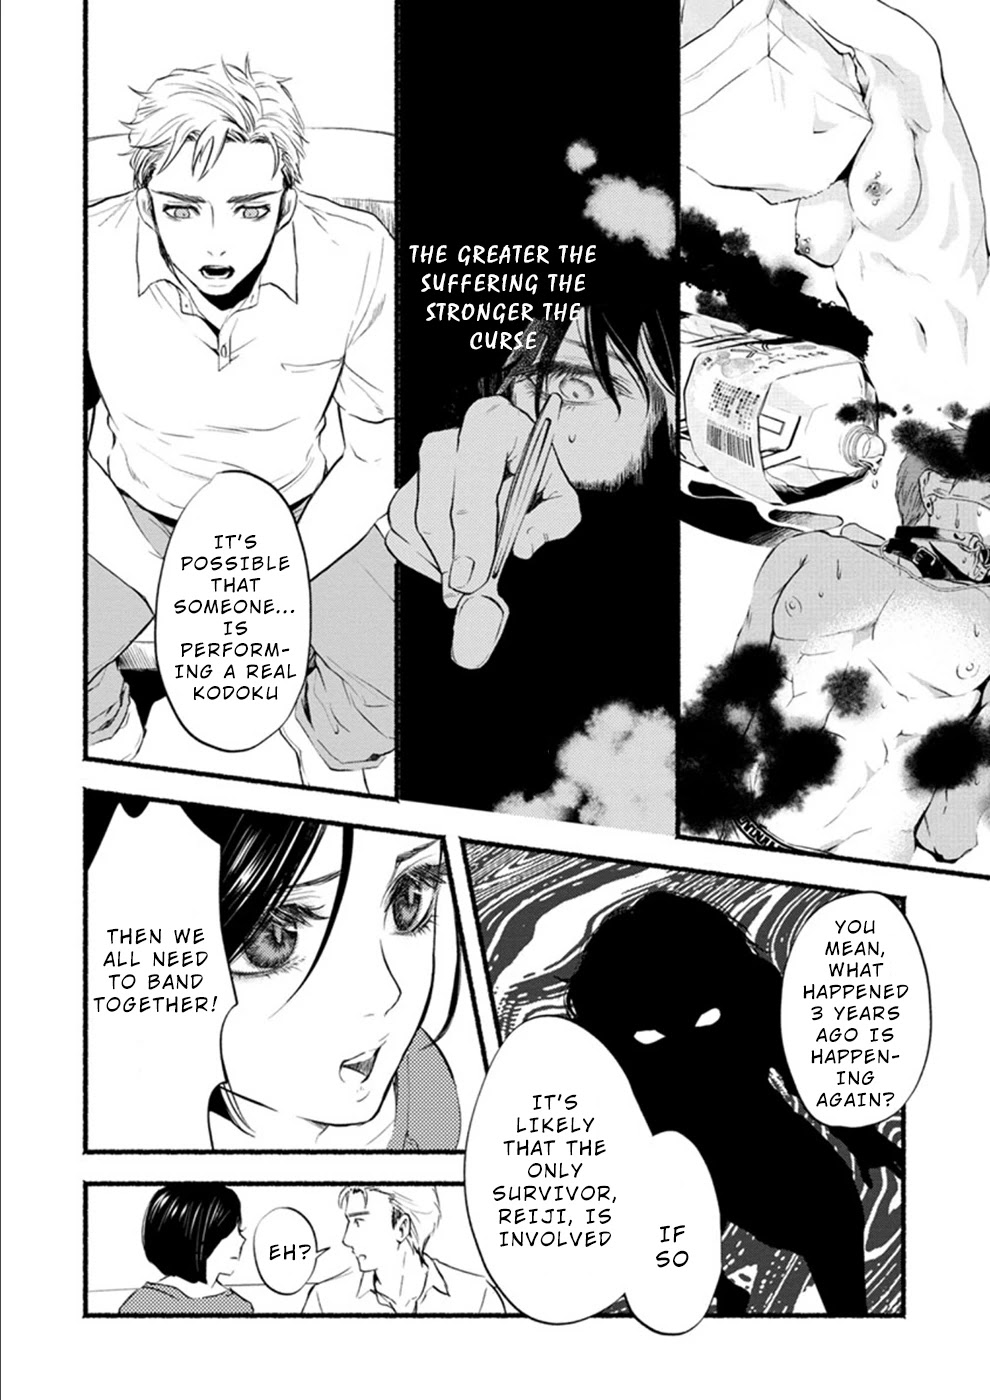 THE GREATER THE
SUFFERING THE
STRONGER THE
CURSE
IT'S
POSSIBLE
THAT
SOMEONE...
IS
PERFORM-
ING A REAL
KODOKU
YOU
MEAN,
WHAT
HAPPENED
3 YEARS
AGO IS
HAPPEN-
ING
AGAIN?
IF
SO
IT'S
LIKELY
THAT THE
ONLY
SURVIVOR,
REIJI, IS
INVOLVED
THEN WE
ALL NEED
TO BAND
TOGETHER!
EH?